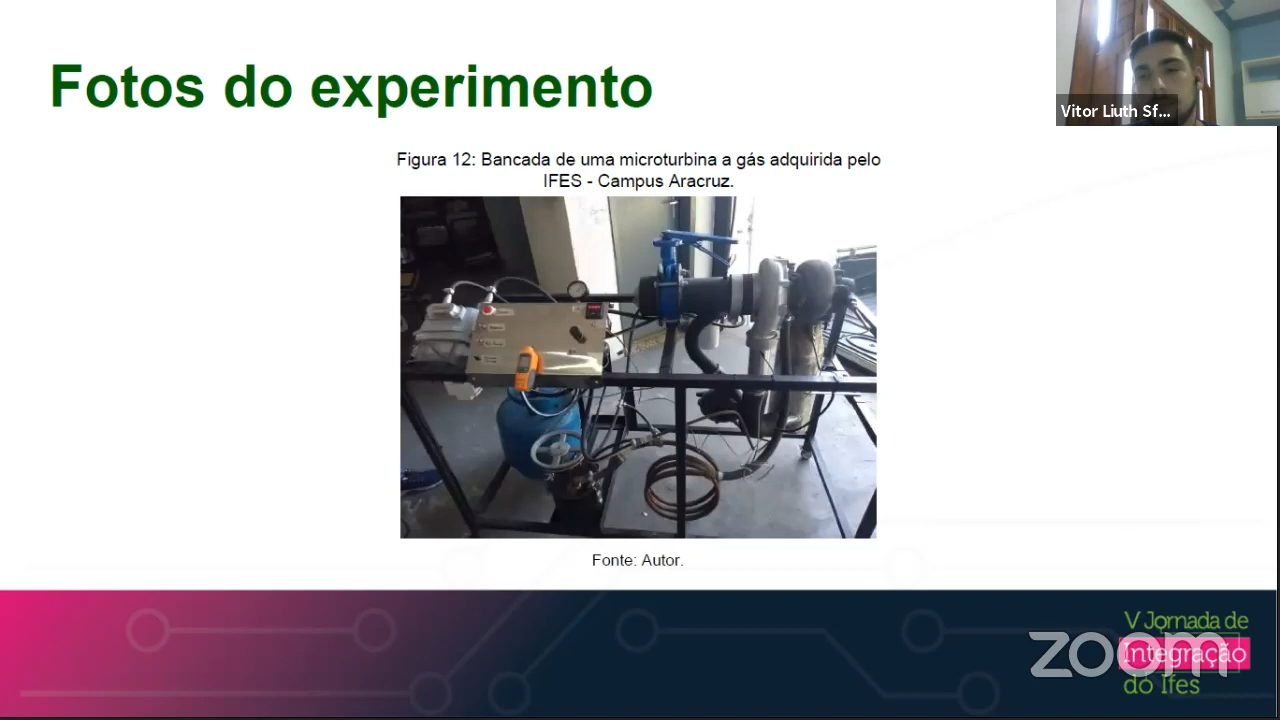 Fotos do experimento
Vitor Liuth Sf...
Figura 12: Bancada de uma microturbina a gás adquirida pelo
IFES - Campus Aracruz.
Fonte: Autor.
V Jornada de
Integração
do Ifes
zoom